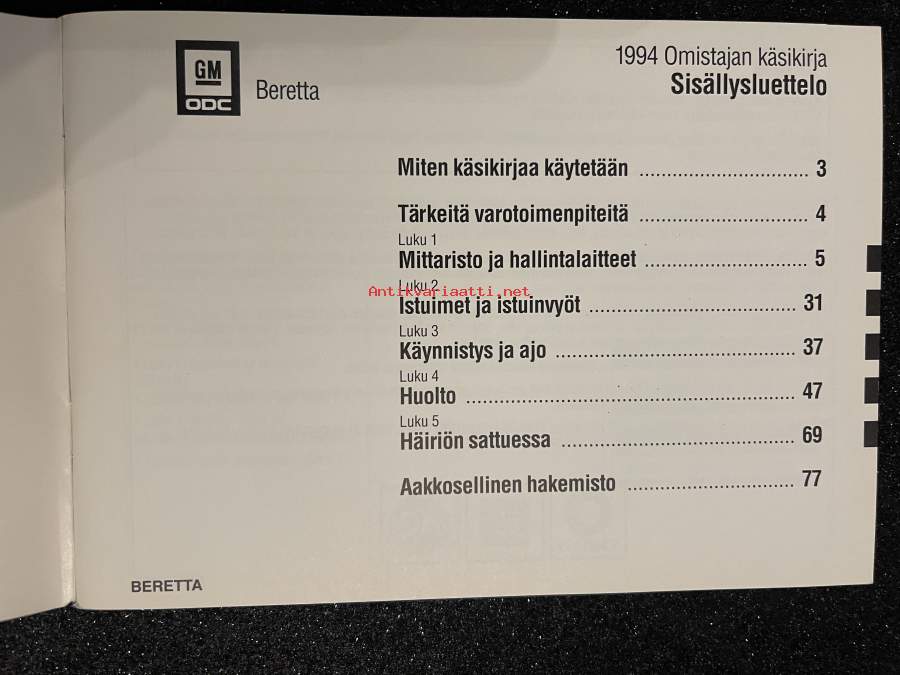 GM
ODC
Beretta
1994 Omistajan käsikirja
Sisällysluettelo
Miten käsikirjaa käytetään ............................... 3
Tärkeitä varotoimenpiteitä ............................... 4
Luku 1
Mittaristo ja hallintalaitteet .............................. 5
Antikvariaatti.net
Luku 2
Istuimet ja istuinvyöt ...................................... 31
Luku 3
Käynnistys ja ajo ............................................ 37
Luku 4
Huolto ............................................................ 47
Luku 5
Häiriön sattuessa ........................................... 69
Aakkosellinen hakemisto ............................... 77
BERETTA